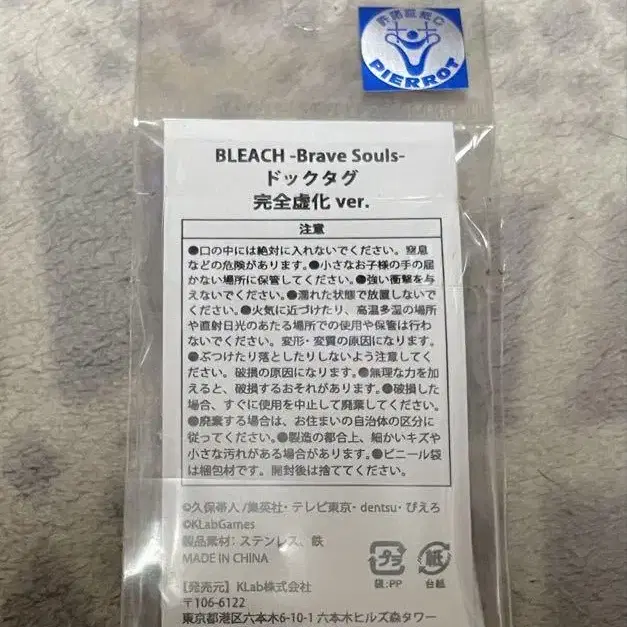 許諾証紙C
PIERROT
BLEACH -Brave Souls-
ドックタグ
完全虚化 ver.
注意
●口の中には絶対に入れないでください。窒息
などの危険があります。●小さなお子様の手の届
かない場所に保管してください。●強い衝撃を与
えないでください。●濡れた状態で放置しないで
ください。●火気に近づけたり、高温多湿の場所
や直射日光のあたる場所での使用や保管は行わ
ないでください。変形・変質の原因になります。
●ぶつけたり落としたりしないよう注意してく
ださい。破損の原因になります。●無理な力を加
えると、破損するおそれがあります。●破損した
場合、すぐに使用を中止して廃棄してください。
●廃棄する場合は、お住まいの自治体の区分に
従ってください。●製造の都合上、細かいキズや
小さな汚れがある場合があります。●ビニール袋
は梱包材です。開封後は捨ててください。
©久保帯人/集英社・テレビ東京・dentsu・ぴえろ
©KLabGames
製品素材：ステンレス、鉄
MADE IN CHINA
プラ
袋:PP
紙
台紙
【発売元】KLab株式会社
〒106-6122
東京都港区六本木6-10-1 六本木ヒルズ森タワー